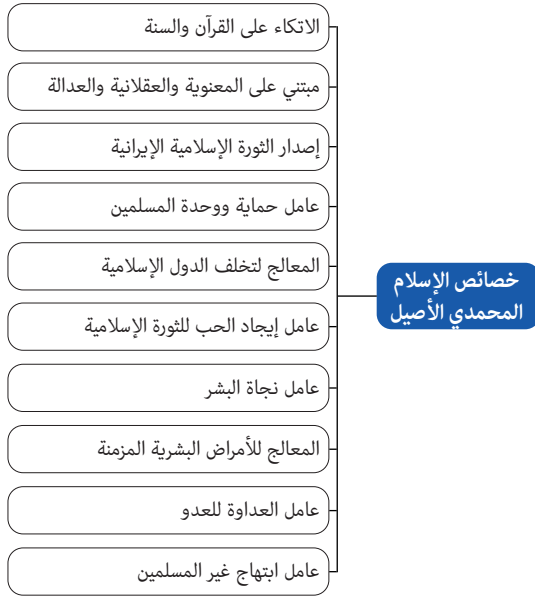 خصائص الإسلام
المحمدي الأصيل
الاتكاء على القرآن والسنة
مبتني على المعنوية والعقلانية والعدالة
إصدار الثورة الإسلامية الإيرانية
عامل حماية ووحدة المسلمين
المعالج لتخلف الدول الإسلامية
عامل إيجاد الحب للثورة الإسلامية
عامل نجاة البشر
المعالج للأمراض البشرية المزمنة
عامل العداوة للعدو
عامل ابتهاج غير المسلمين